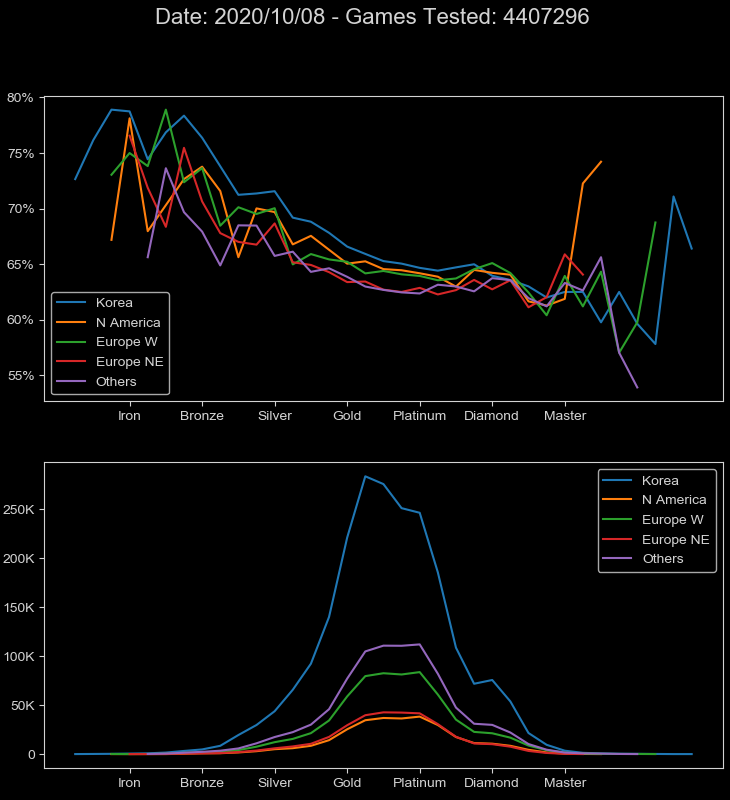 Date: 2020/10/08 - Games Tested: 4407296
80%
75%
70%
65%
60%
55%
Korea
N America
Europe W
Europe NE
Others
Iron Bronze Silver Gold Platinum Diamond Master
250K
200K
150K
100K
50K
0
Korea
N America
Europe W
Europe NE
Others
Iron Bronze Silver Gold Platinum Diamond Master